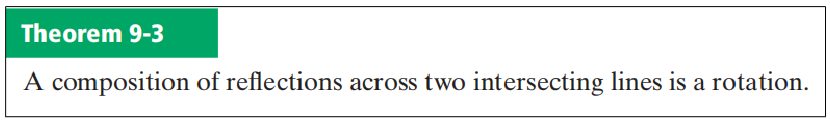 Theorem 9-3
A composition of reflections across two intersecting lines is a rotation.